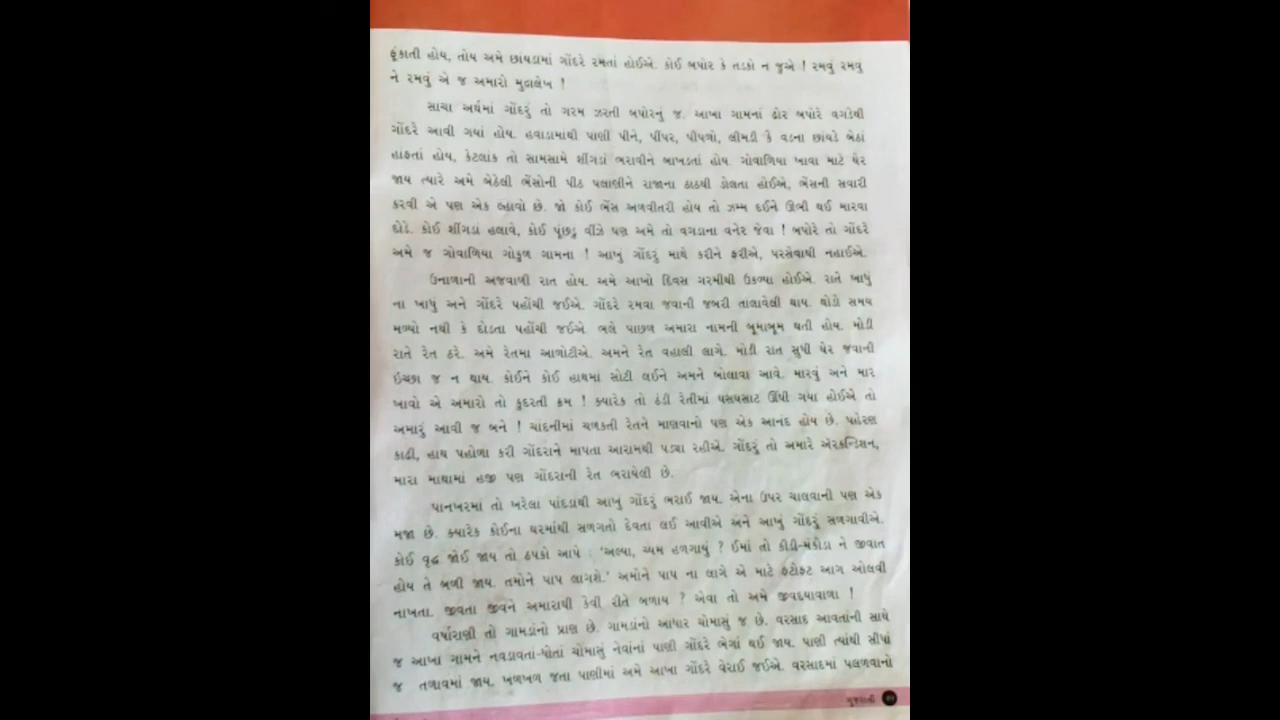 ફૂંકાતી હોય, તોય અમે છાંયડામાં ગોંદરે રમતાં હોઈએ. કોઈ બપોર કે તડકો ન જુએ ! રમવું રમવું
ને રમવું એ જ અમારો મુદ્રાલેખ !
સાચા અર્થમાં ગોંદરું તો ગરમ ઝરતી બપોરનું જ. આખા ગામનાં ઢોર બપોરે વગડેથી
ગોંદરે આવી ગયાં હોય. હવાડામાંથી પાણી પીને, પીંપર, પીપળો, લીમડી કે વડના છાંયડે બેઠાં
હાંફતાં હોય, કેટલાંક તો સામસામે શીંગડાં ભરાવીને બાખડતાં હોય. ગોવાળિયા ખાવા માટે ઘેર
જાય ત્યારે અમે બેઠેલી ભેંસોની પીઠ પલાણીને રાજાના ઠાઠથી ડોલતા હોઈએ, ભેંસની સવારી
કરવી એ પણ એક લહાવો છે. જો કોઈ ભેંસ અળવીતરી હોય તો ઝમ્મ દઈને ઊભી થઈ મારવા
દોડે. કોઈ શીંગડાં હલાવે, કોઈ પૂંછડું વીંઝે પણ અમે તો વગડાના વનેર જેવા ! બપોરે તો ગોંદરે
અમે જ ગોવાળિયા ગોકુળ ગામના ! આખું ગોંદરું માથે કરીને ફરીએ, પરસેવાથી નહાઈએ.
ઉનાળાની અજવાળી રાત હોય. અમે આખો દિવસ ગરમીથી ઉકળ્યા હોઈએ. રાતે ખાધું
ના ખાધું અને ગોંદરે પહોંચી જઈએ. ગોંદરે રમવા જવાની જબરી તાલાવેલી થાય. થોડો સમય
મળ્યો નથી કે દોડતા પહોંચી જઈએ. ભલે પાછળ અમારા નામની બૂમાબૂમ થતી હોય. મોડી
રાતે રેત ઠરે. અમે રેતમા આળોટીએ. અમને રેત વહાલી લાગે. મોડી રાત સુધી ઘેર જવાની
ઇચ્છા જ ન થાય. કોઈને કોઈ હાથમા સોટી લઈને અમને બોલાવા આવે. મારવું અને માર
ખાવો એ અમારો તો કુદરતી ક્રમ ! ક્યારેક તો ઠંડી રેતીમાં ઘસઘસાટ ઊંઘી ગયા હોઈએ તો
અમારું આવી જ બને ! ચાદનીમાં ચળકતી રેતને માણવાનો પણ એક આનંદ હોય છે. પહેરણ
કાઢી, હાથ પહોળા કરી ગોંદરાને માપતા આરામથી પડ્યા રહીએ. ગોંદરું તો અમારે એરકન્ડિશન,
મારા માથામાં હજી પણ ગોંદરાની રેત ભરાયેલી છે.
પાનખરમા તો ખરેલા પાંદડાથી આખુ ગોંદરું ભરાઈ જાય. એના ઉપર ચાલવાની પણ એક
મજા છે. ક્યારેક કોઈના ઘરમાંથી સળગતો દેવતા લઈ આવીએ અને આખું ગોંદરું સળગાવીએ.
કોઈ વૃદ્ધ જોઈ જાય તો ઠપકો આપે : ‘અલ્યા, ચ્યમ હળગાયું ? ઈમાં તો કીડી-મંકોડા ને જીવાત
હોય તે બળી જાય. તમોને પાપ લાગશે.’ અમોને પાપ ના લાગે એ માટે ફટોફટ આગ ઓલવી
નાખતા. જીવતા જીવને અમારાથી કેવી રીતે બળાય ? એવા તો અમે જીવદયાવાળા !
વર્ષારાણી તો ગામડાંનો પ્રાણ છે. ગામડાંનો આધાર ચોમાસું જ છે. વરસાદ આવતાંની સાથે
જ આખા ગામને નવડાવતા-ધોતાં ચોમાસું નેવાંનાં પાણી ગોંદરે ભેગાં થઈ જાય. પાણી ત્યાંથી સીધાં
જ તળાવમાં જાય. ખળખળ જતા પાણીમાં અમે આખા ગોંદરે વેરાઈ જઈએ. વરસાદમાં પલળવાનો
ગુજરાતી